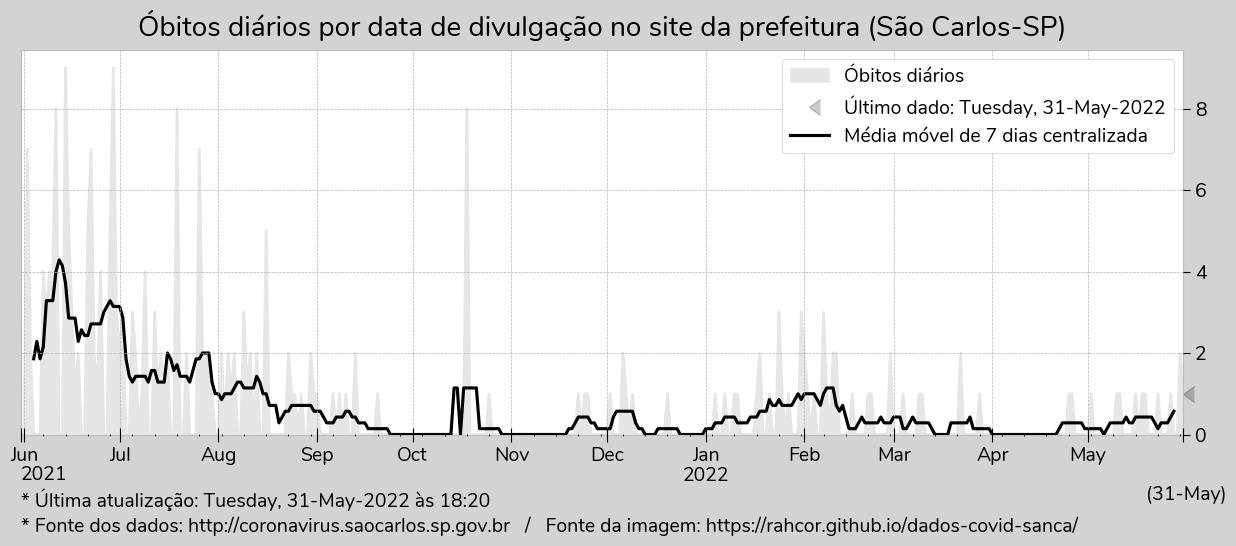 Óbitos diários por data de divulgação no site da prefeitura (São Carlos-SP)
Óbitos diários
Último dado: Tuesday, 31-May-2022
Média móvel de 7 dias centralizada
8
6
4
2
0
Jun Jul Aug Sep Oct Nov Dec Jan Feb Mar Apr May
2021 2022
(31-May)
* Última atualização: Tuesday, 31-May-2022 às 18:20
* Fonte dos dados: http://coronavirus.saocarlos.sp.gov.br / Fonte da imagem: https://rahcor.github.io/dados-covid-sanca/